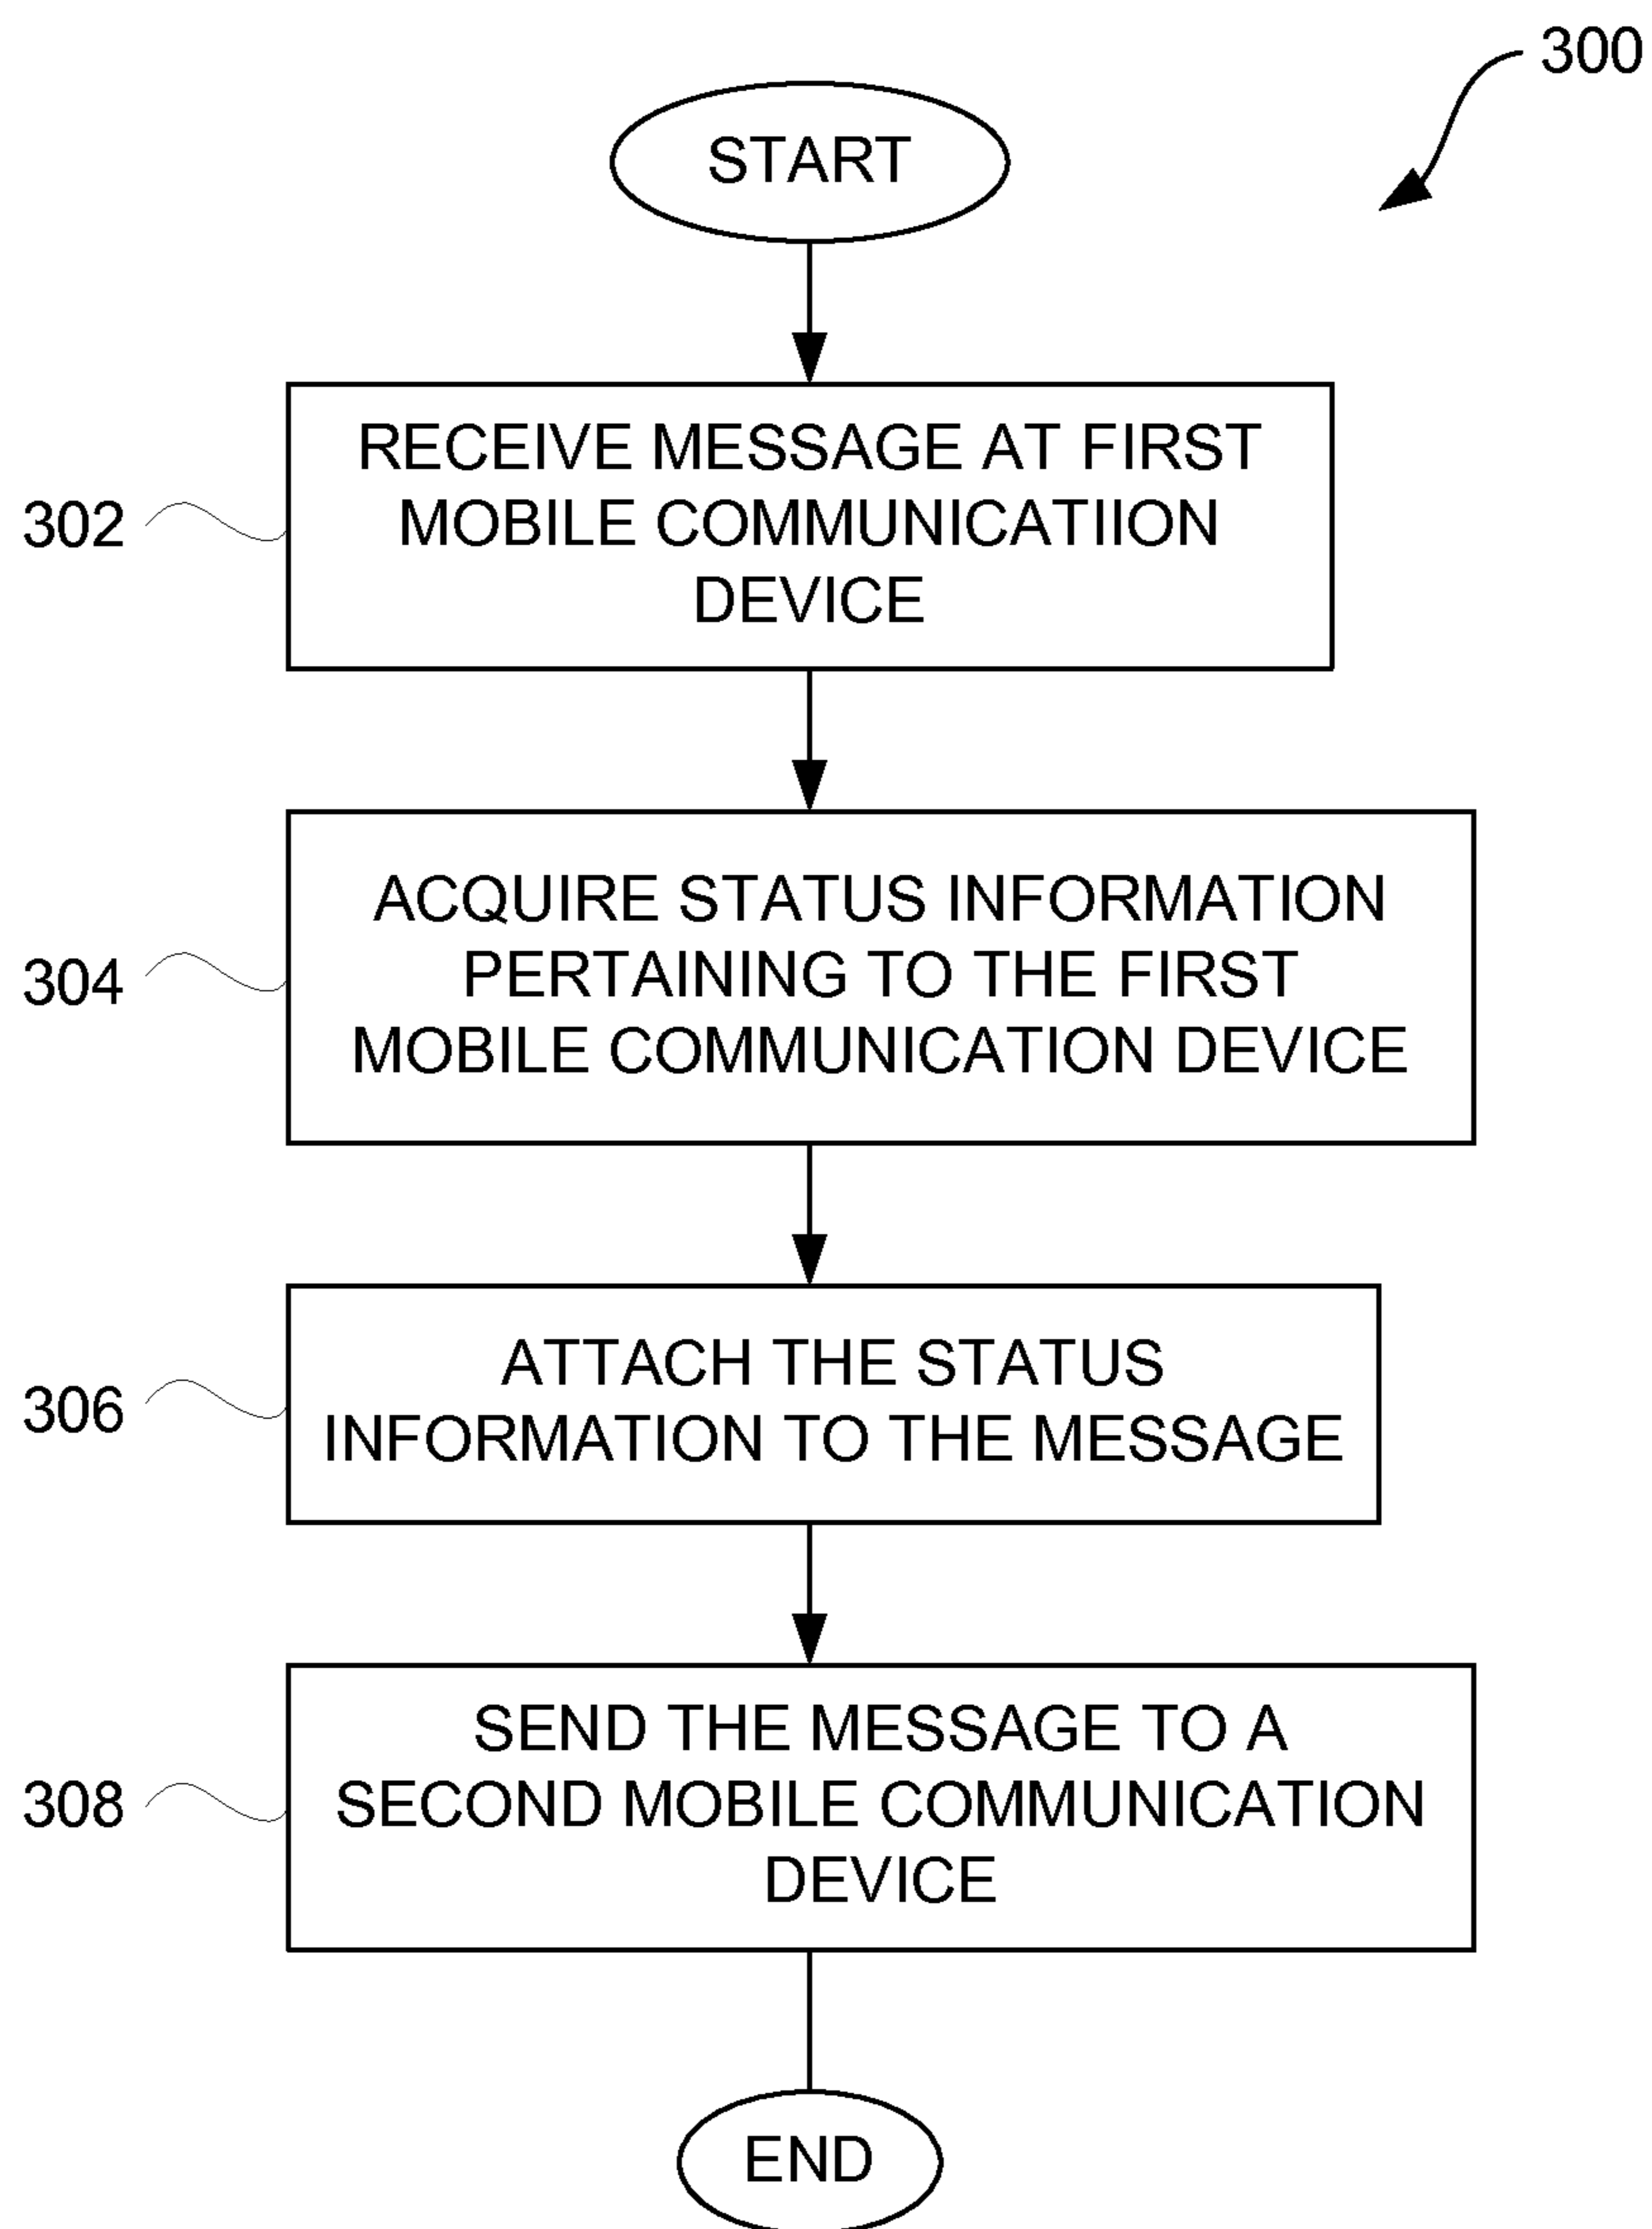 300
START
302
RECEIVE MESSAGE AT FIRST
MOBILE COMMUNICATIION
DEVICE
304
ACQUIRE STATUS INFORMATION
PERTAINING TO THE FIRST
MOBILE COMMUNICATION DEVICE
306
ATTACH THE STATUS
INFORMATION TO THE MESSAGE
308
SEND THE MESSAGE TO A
SECOND MOBILE COMMUNICATION
DEVICE
END